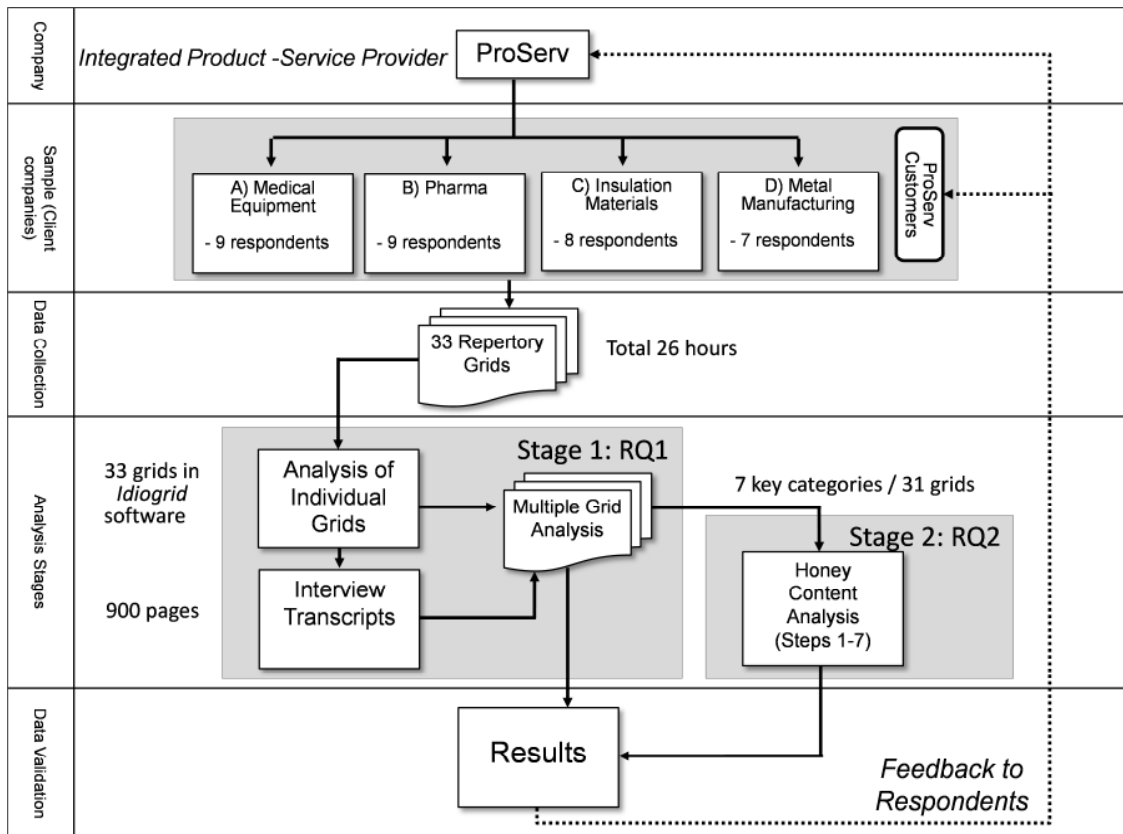 Company
Integrated Product -Service Provider
ProServ
Sample (Client
companies)
A) Medical
Equipment
- 9 respondents
B) Pharma
- 9 respondents
C) Insulation
Materials
- 8 respondents
D) Metal
Manufacturing
- 7 respondents
ProServ
Customers
Data Collection
33 Repertory
Grids
Total 26 hours
Analysis Stages
33 grids in
Idiogrid
software
900 pages
Stage 1: RQ1
Analysis of
Individual
Grids
Interview
Transcripts
Multiple Grid
Analysis
7 key categories / 31 grids
Stage 2: RQ2
Honey
Content
Analysis
(Steps 1-7)
Data Validation
Results
Feedback to
Respondents